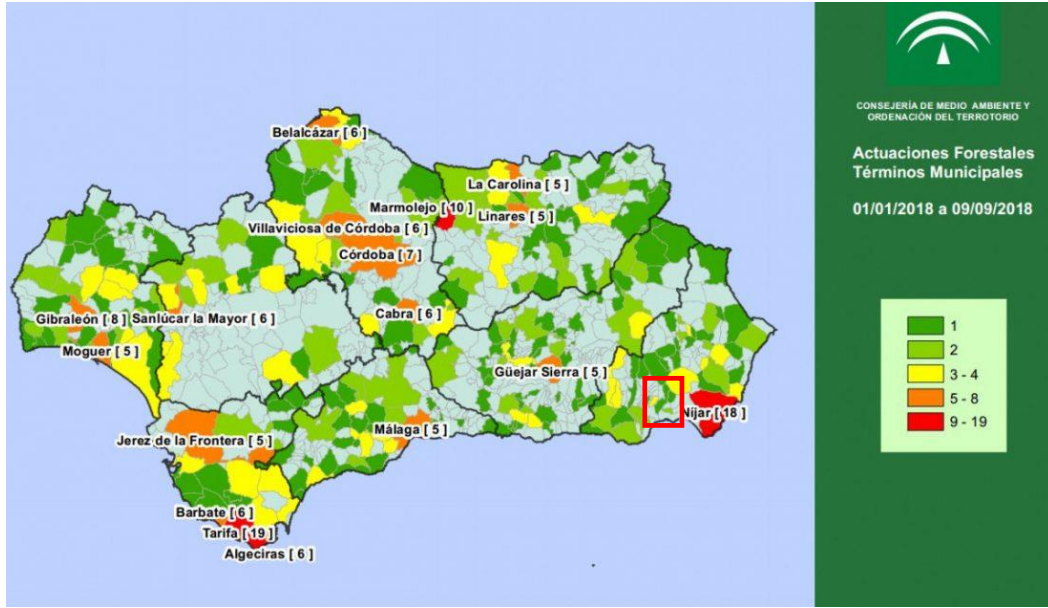 CONSEJERÍA DE MEDIO AMBIENTE Y
ORDENACIÓN DEL TERROTORIO
Actuaciones Forestales
Términos Municipales
01/01/2018 a 09/09/2018
Belalcázar [ 6 ]
La Carolina [ 5 ]
Marmolejo [ 10 ]
Linares [ 5 ]
Villaviciosa de Córdoba [ 6 ]
Córdoba [ 7 ]
Gibraleón [ 8 ]
Sanlúcar la Mayor [ 6 ]
Cabra [ 6 ]
Moguer [ 5 ]
Güejar Sierra [ 5 ]
Níjar [ 18 ]
Jerez de la Frontera [ 5 ]
Málaga [ 5 ]
Barbate [ 6 ]
Tarifa [ 19 ]
Algeciras [ 6 ]
1
2
3 - 4
5 - 8
9 - 19